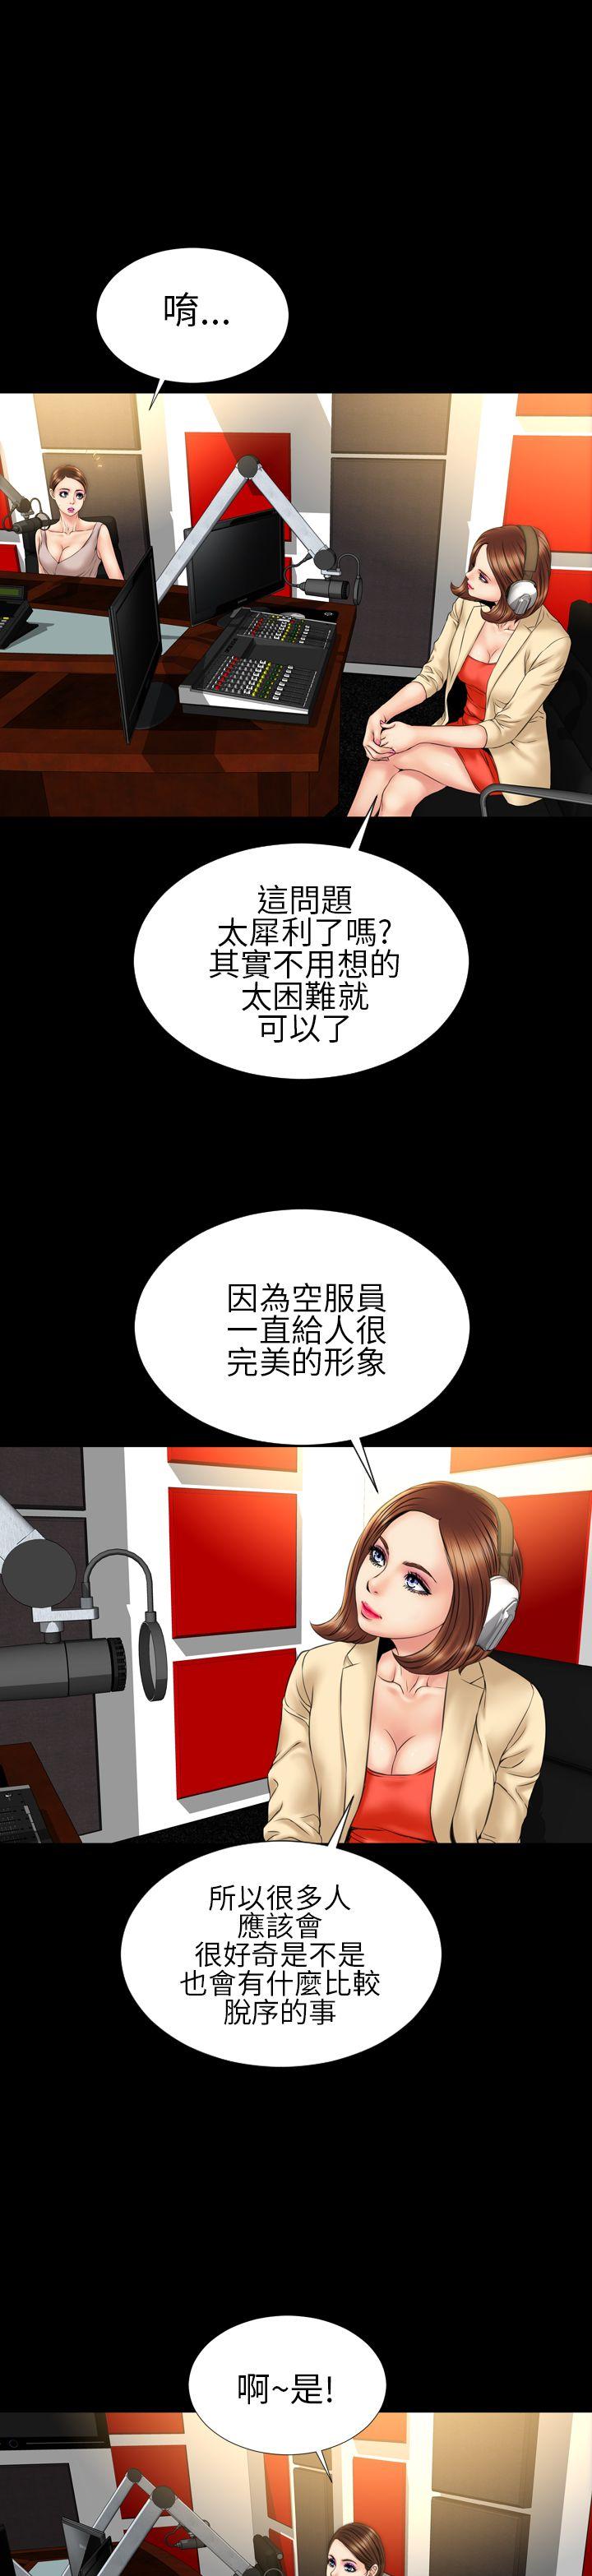 唷...
這問題
太犀利了嗎?
其實不用想的
太困難就
可以了
因為空服員
一直給人很
完美的形象
所以很多人
應該會
很好奇是不是
也會有什麼比較
脫序的事
啊~是!